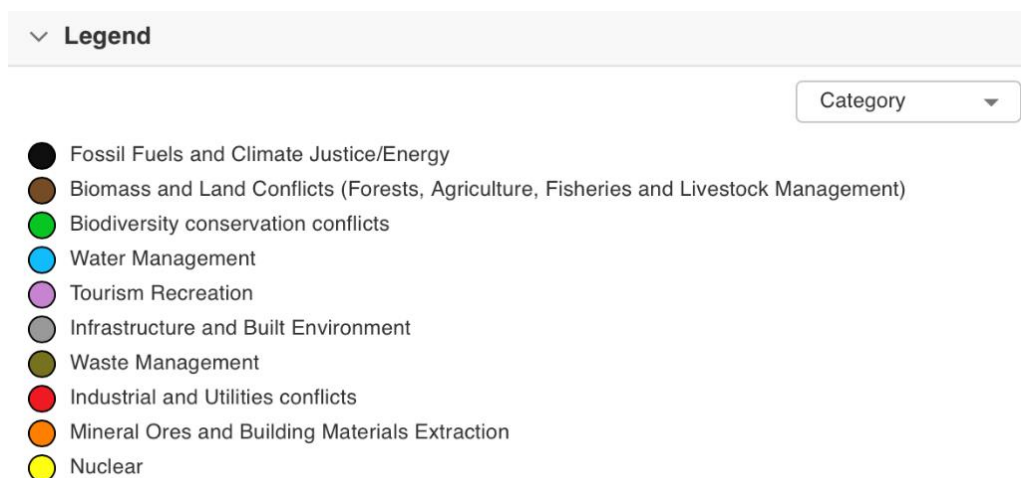 Legend
Category
Fossil Fuels and Climate Justice/Energy
Biomass and Land Conflicts (Forests, Agriculture, Fisheries and Livestock Management)
Biodiversity conservation conflicts
Water Management
Tourism Recreation
Infrastructure and Built Environment
Waste Management
Industrial and Utilities conflicts
Mineral Ores and Building Materials Extraction
Nuclear